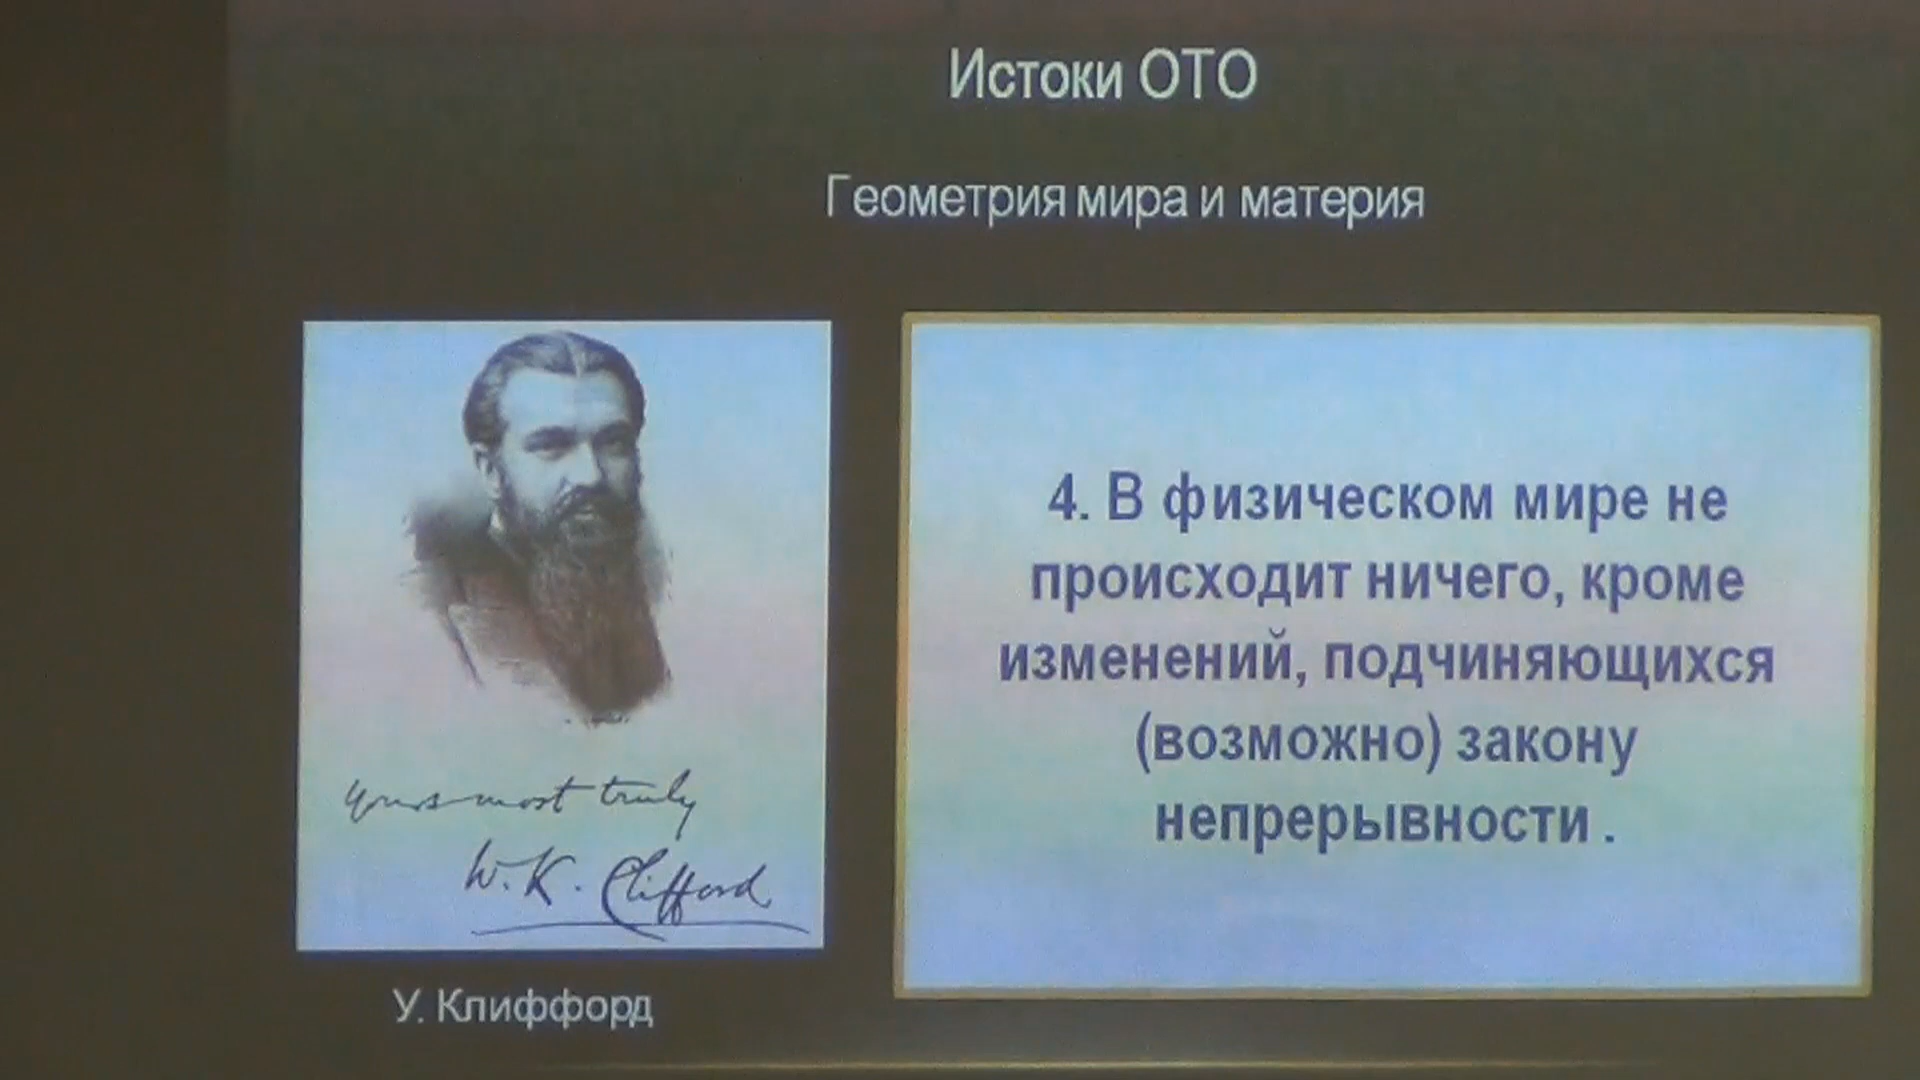 Истоки ОТО
Геометрия мира и материя
4. В физическом мире не
происходит ничего, кроме
изменений, подчиняющихся
(возможно) закону
непрерывности .
yours most truly
W. K. Clifford
У. Клиффорд